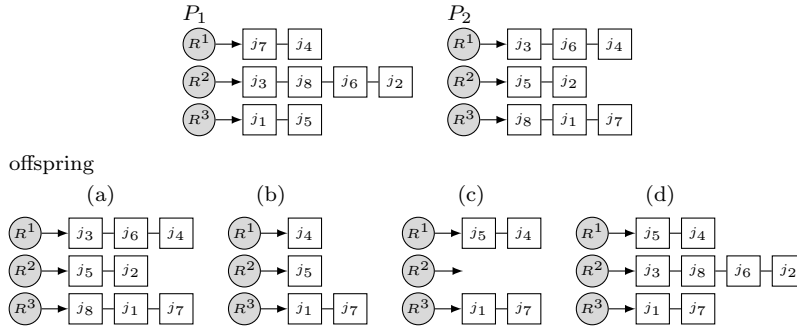 P₁ P₂
R¹ j₇ j₄ R¹ j₃ j₆ j₄
R² j₃ j₈ j₆ j₂ R² j₅ j₂
R³ j₁ j₅ R³ j₈ j₁ j₇
offspring
(a) (b) (c) (d)
R¹ j₃ j₆ j₄ R¹ j₄ R¹ j₅ j₄ R¹ j₅ j₄
R² j₅ j₂ R² j₅ R² R² j₃ j₈ j₆ j₂
R³ j₈ j₁ j₇ R³ j₁ j₇ R³ j₁ j₇ R³ j₁ j₇